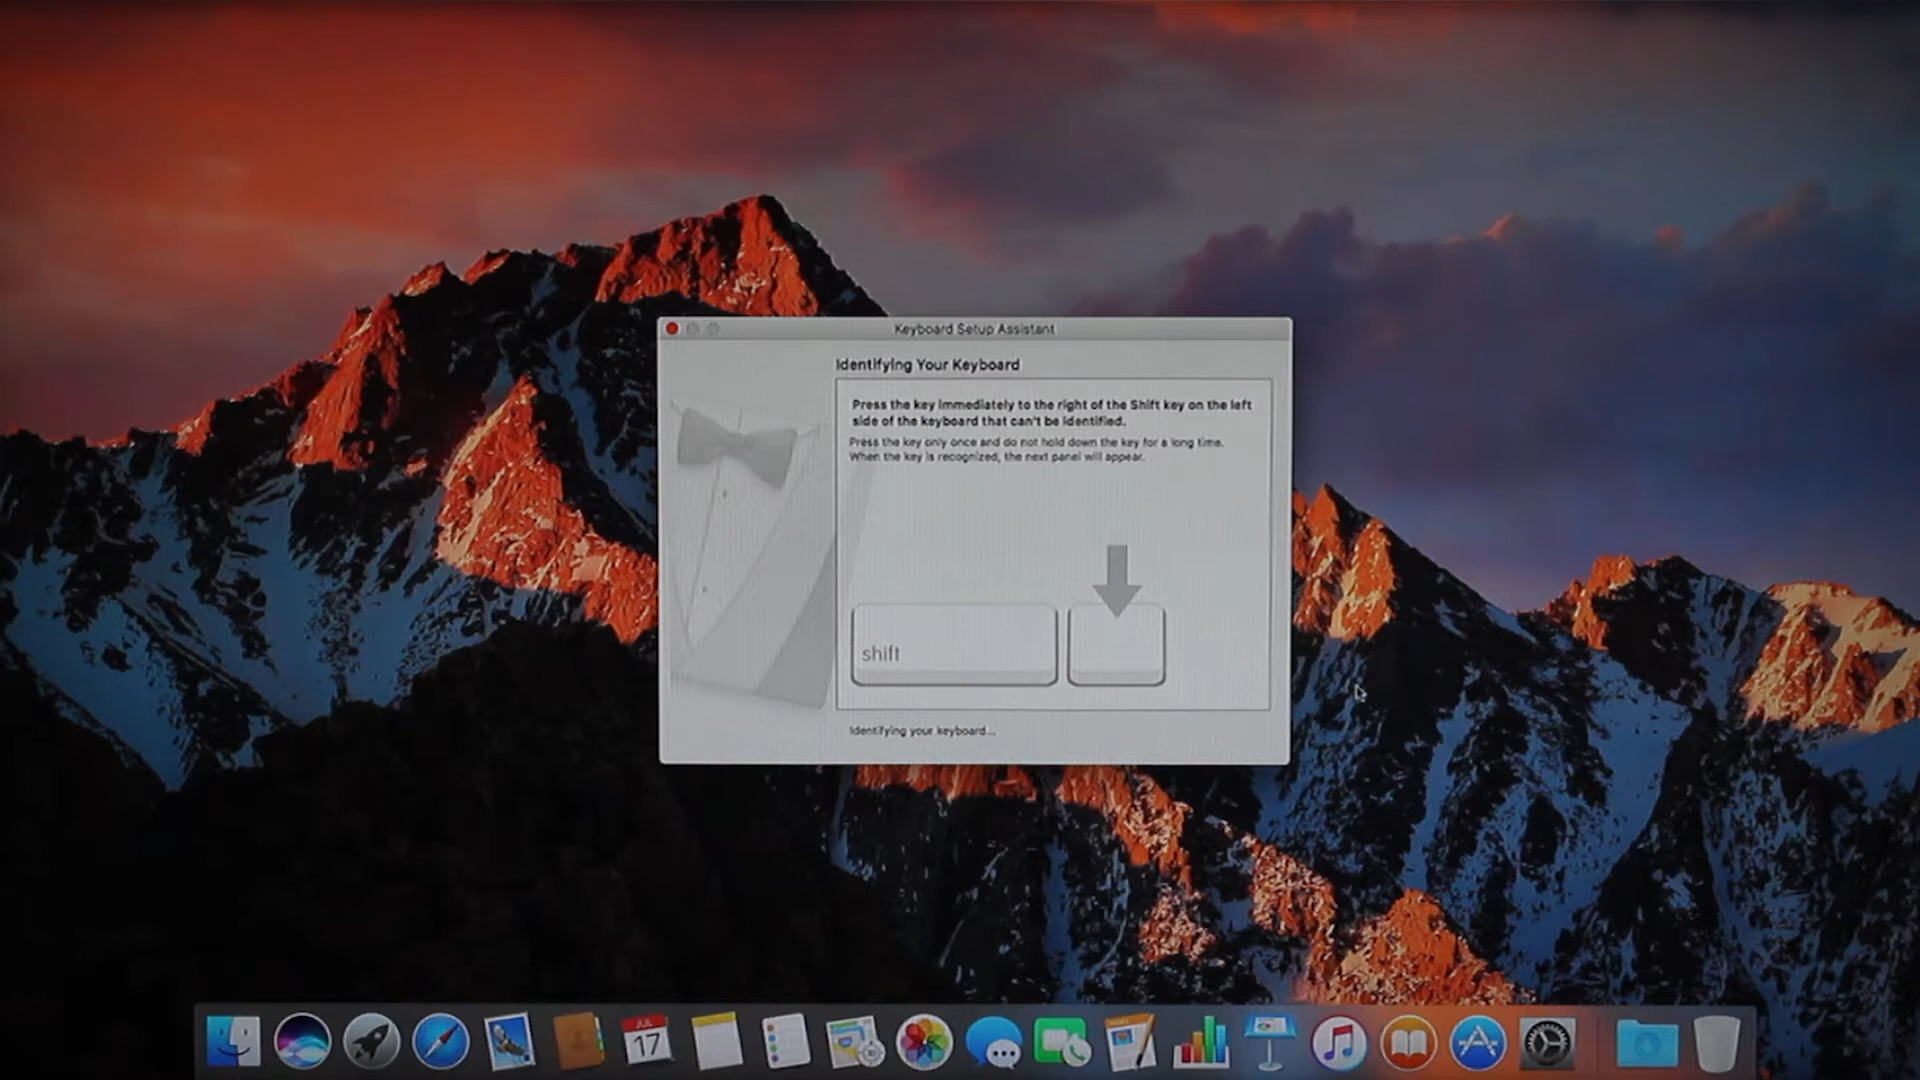 Keyboard Setup Assistant
Identifying Your Keyboard
Press the key immediately to the right of the Shift key on the left
side of the keyboard that can't be identified.
Press the key only once and do not hold down the key for a long time.
When the key is recognized, the next panel will appear.
shift
Identifying your keyboard...
JUL
17